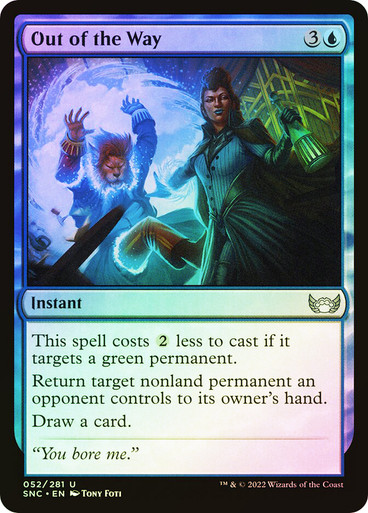 Out of the Way 3
Instant
This spell costs 2 less to cast if it
targets a green permanent.
Return target nonland permanent an
opponent controls to its owner's hand.
Draw a card.
"You bore me."
052/281 U
SNC • EN Tony Foti
™ & © 2022 Wizards of the Coast